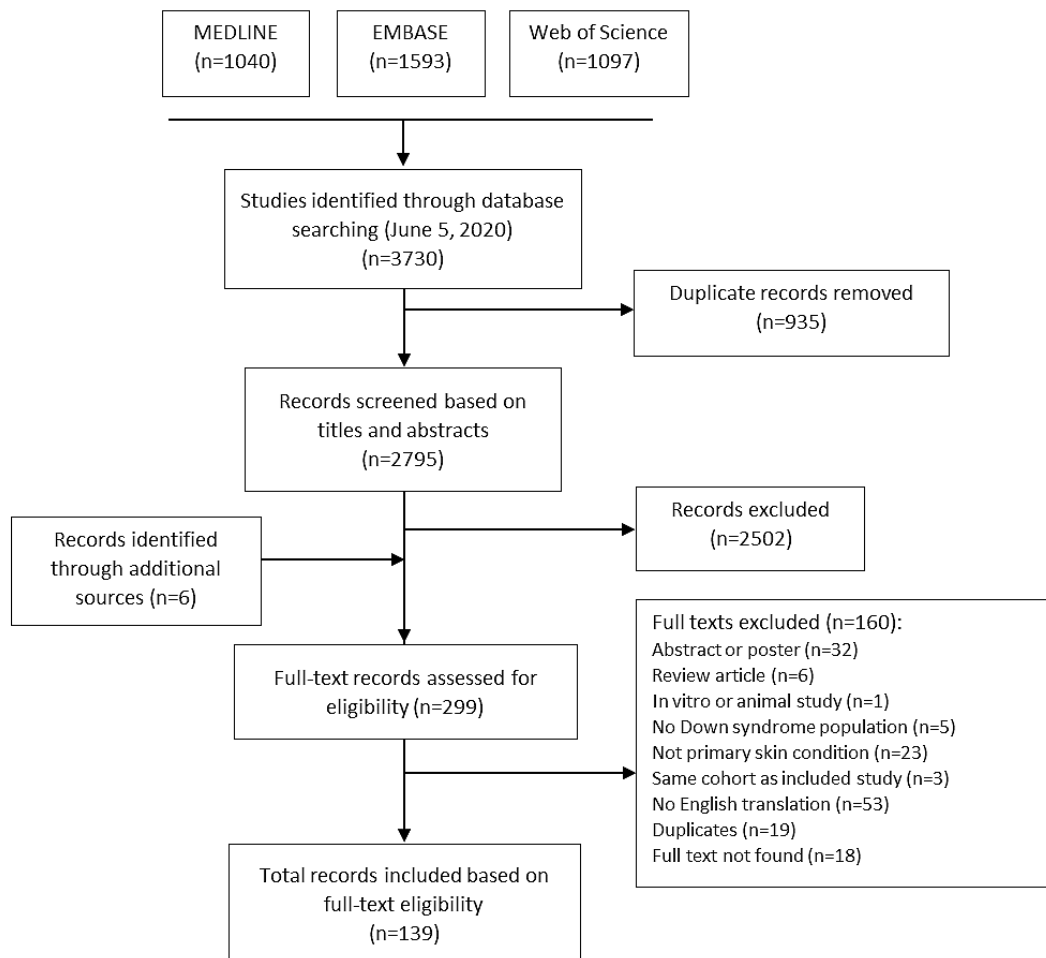 MEDLINE
(n=1040)
EMBASE
(n=1593)
Web of Science
(n=1097)
Studies identified through database
searching (June 5, 2020)
(n=3730)
Duplicate records removed
(n=935)
Records screened based on
titles and abstracts
(n=2795)
Records excluded
(n=2502)
Records identified
through additional
sources (n=6)
Full-text records assessed for
eligibility (n=299)
Full texts excluded (n=160):
Abstract or poster (n=32)
Review article (n=6)
In vitro or animal study (n=1)
No Down syndrome population (n=5)
Not primary skin condition (n=23)
Same cohort as included study (n=3)
No English translation (n=53)
Duplicates (n=19)
Full text not found (n=18)
Total records included based on
full-text eligibility
(n=139)